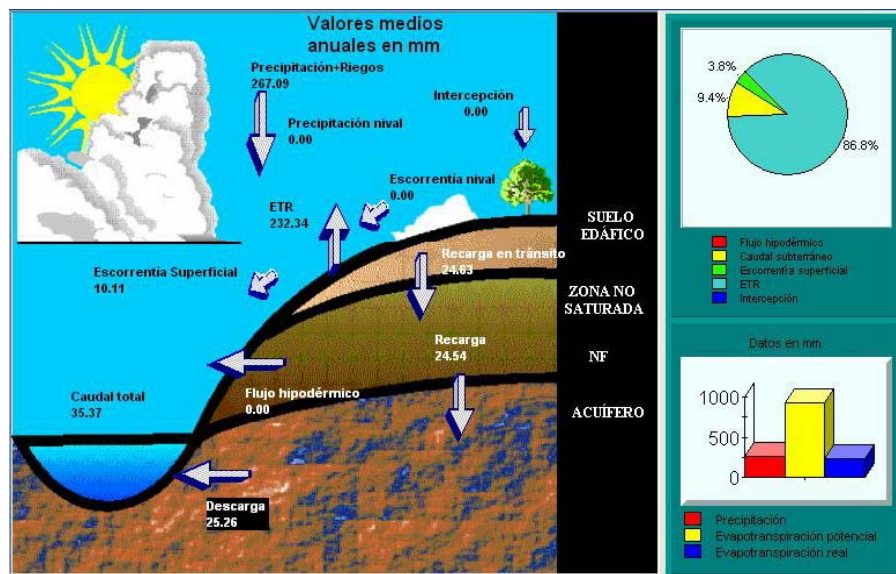 Valores medios
anuales en mm
Precipitación+Riegos
267.09
Intercepción
0.00
Precipitación nival
0.00
Escorrentía nival
0.00
ETR
232.34
Escorrentía Superficial
10.11
Recarga en tránsito
24.63
Recarga
24.54
Flujo hipodérmico
0.00
Caudal total
35.37
Descarga
25.26
SUELO
EDÁFICO
ZONA NO
SATURADA
NF
ACUÍFERO
3.8%
9.4%
86.8%
Flujo hipodérmico
Caudal subterráneo
Escorrentía superficial
ETR
Intercepción
Datos en mm
1000
500
0
Precipitación
Evapotranspiración potencial
Evapotranspiración real